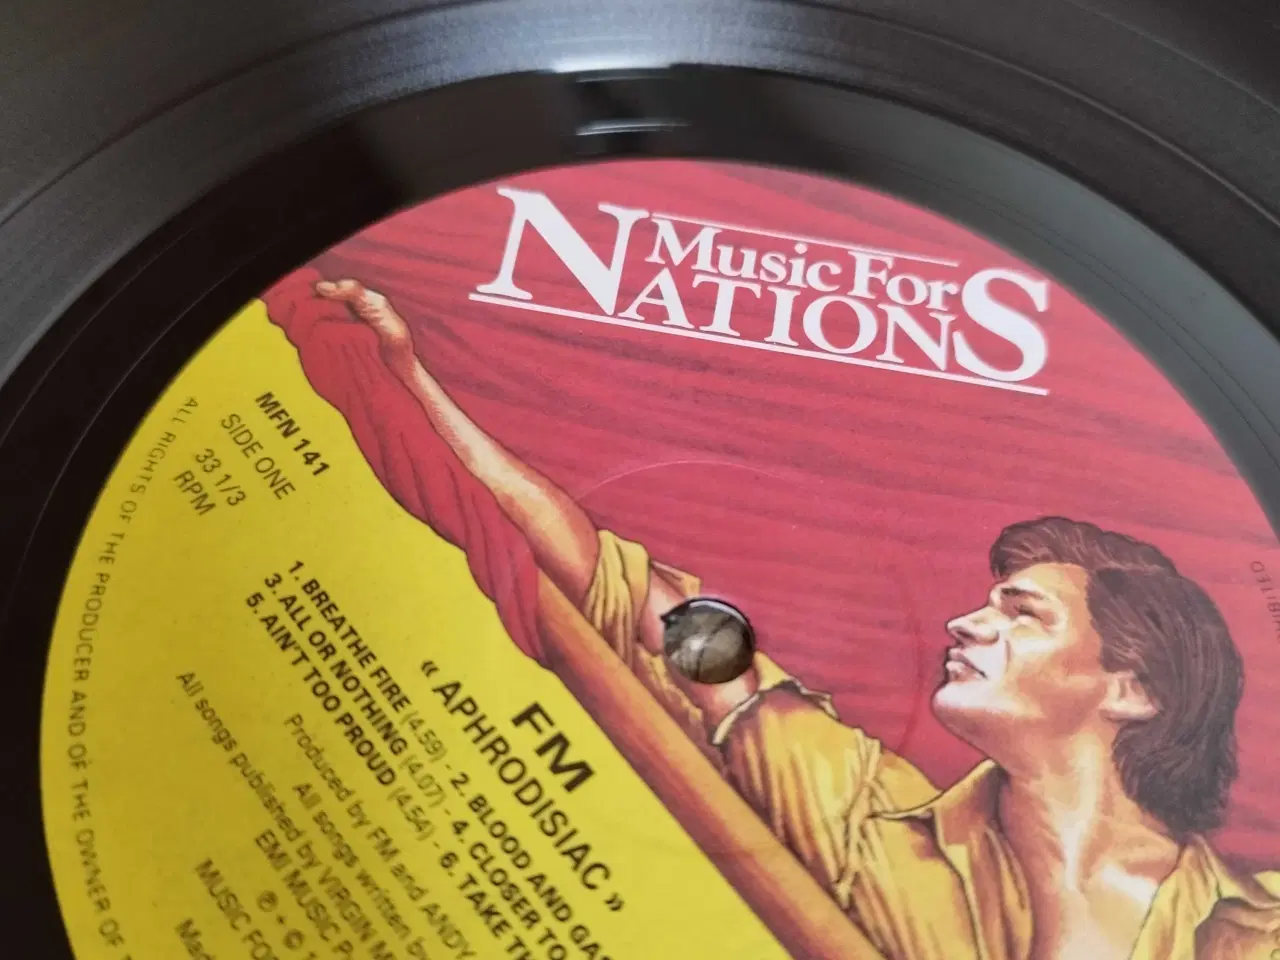 Music For
NATIONS
MFN 141
SIDE ONE
33 1/3
RPM
FM
« APHRODISIAC »
1. BREATHE FIRE (4.59) - 2. BLOOD AND
3. ALL OR NOTHING (4.07) - 4. CLOSER TO
5. AIN'T TOO PROUD (4.54) - 6. TAKE
Produced by FM and ANDY
All songs written by
All songs published by VIRGIN
EMI MUSIC
℗ + ©
MUSIC FOR
ALL RIGHTS OF THE PRODUCER AND OF THE OWNER OF